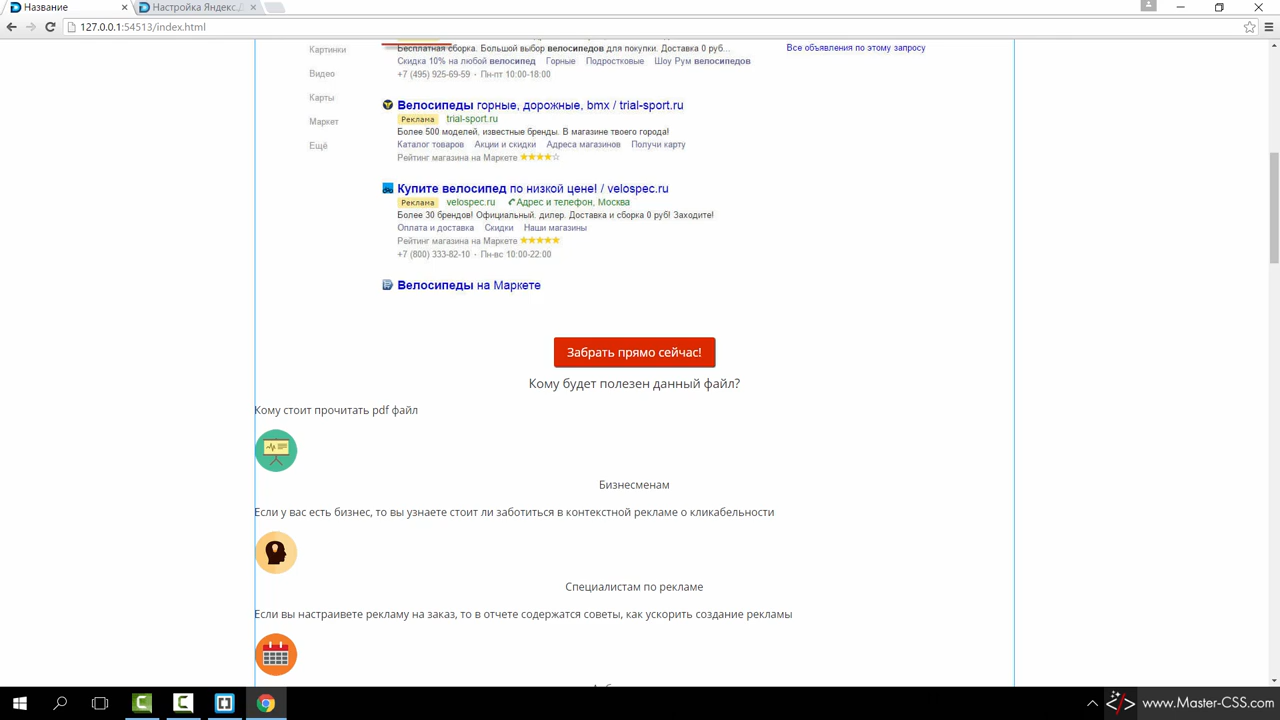 Название
Настройка Яндекс.Д
127.0.0.1:54513/index.html
Картинки
Видео
Карты
Маркет
Ещё
Бесплатная сборка. Большой выбор велосипедов для покупки. Доставка 0 руб...
Скидка 10% на любой велосипед Горные Подростковые Шоу Рум велосипедов
+7 (495) 925-69-59 · Пн-пт 10:00-18:00
Все объявления по этому запросу
Велосипеды горные, дорожные, bmx / trial-sport.ru
Реклама trial-sport.ru
Более 500 моделей, известные бренды. В магазине твоего города!
Каталог товаров Акции и скидки Адреса магазинов Получи карту
Рейтинг магазина на Маркете
Купите велосипед по низкой цене! / velospec.ru
Реклама velospec.ru Адрес и телефон, Москва
Более 30 брендов! Официальный. дилер. Доставка и сборка 0 руб! Заходите!
Оплата и доставка Скидки Наши магазины
Рейтинг магазина на Маркете
+7 (800) 333-82-10 · Пн-вс 10:00-22:00
Велосипеды на Маркете
Забрать прямо сейчас!
Кому будет полезен данный файл?
Кому стоит прочитать pdf файл
Бизнесменам
Если у вас есть бизнес, то вы узнаете стоит ли заботиться в контекстной рекламе о кликабельности
Специалистам по рекламе
Если вы настраивете рекламу на заказ, то в отчете содержатся советы, как ускорить создание рекламы
www.Master-CSS.com